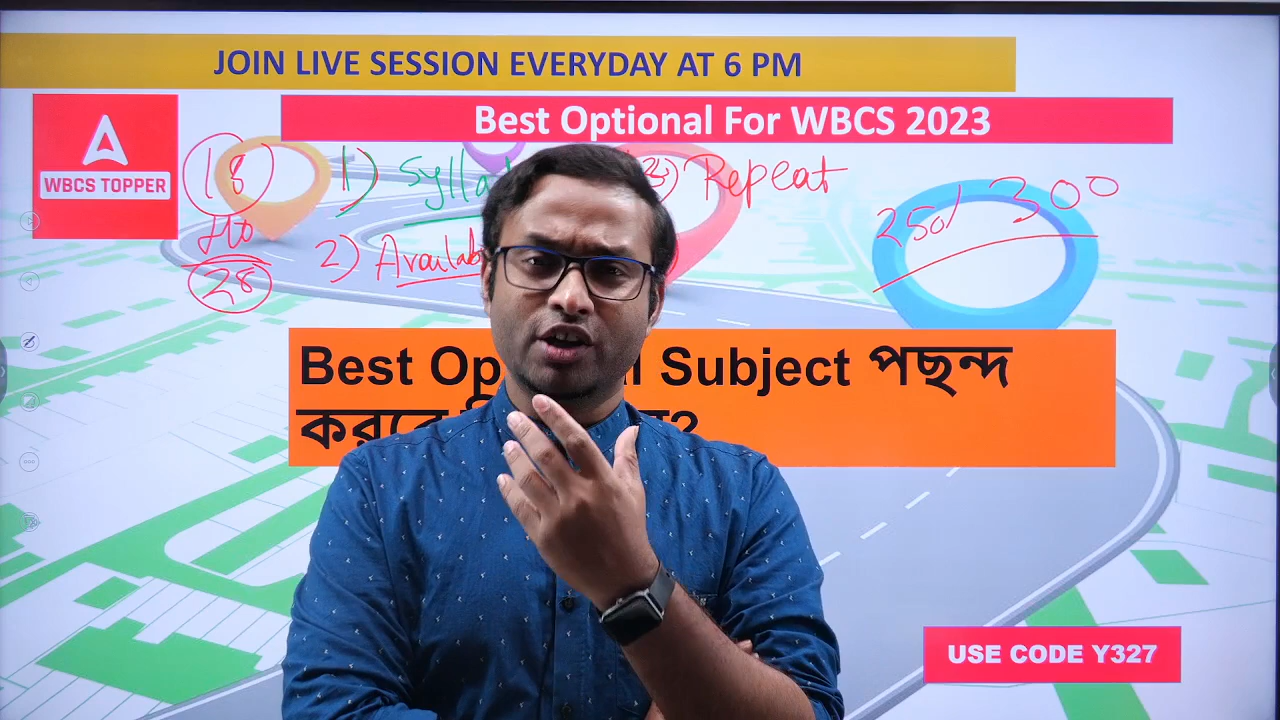 JOIN LIVE SESSION EVERYDAY AT 6 PM
Best Optional For WBCS 2023
WBCS TOPPER
18
28
1) Sylla
2) Availab
3) Repeat
250/ 300
Best Op l Subject পছন্দ
?
USE CODE Y327